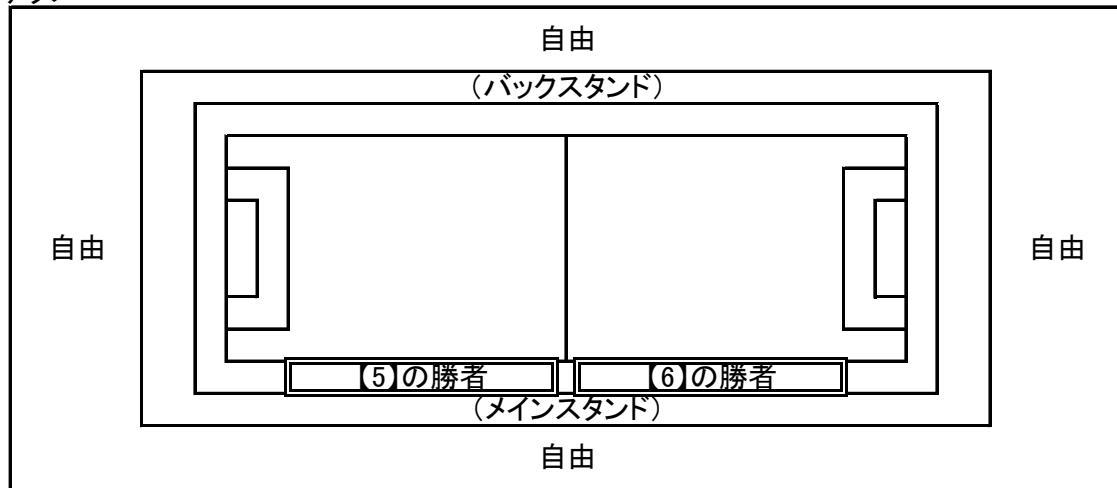 自由
(バックスタンド)
自由
自由
【5】の勝者
【6】の勝者
(メインスタンド)
自由